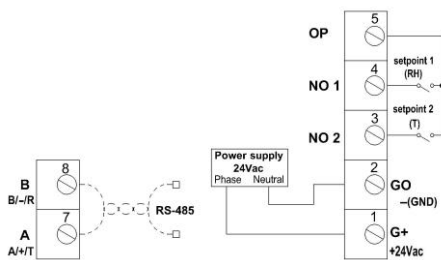 OP
5
NO 1
4
setpoint 1
(RH)
NO 2
3
setpoint 2
(T)
Power supply
24Vac
Phase Neutral
2
GO
–(GND)
1
G+
+24Vac
B
B/–/R
8
A
A/+/T
7
RS-485